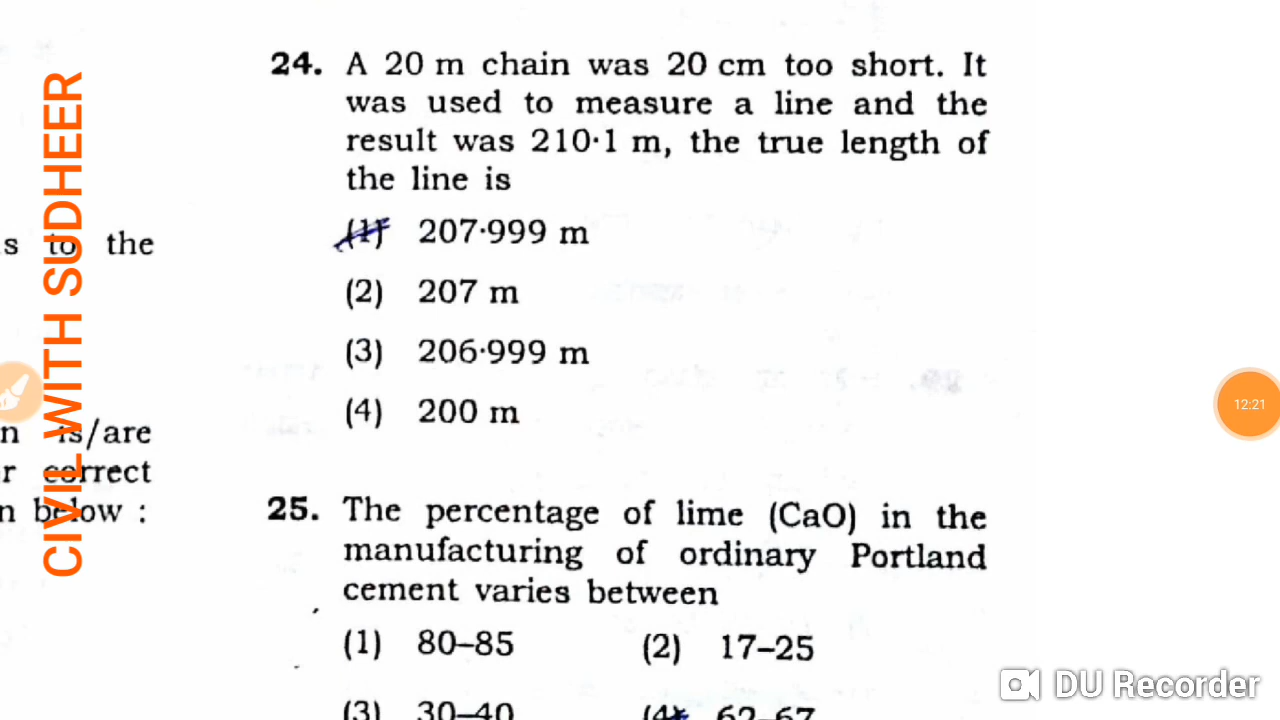 CIVIL WITH SUDHEER
24. A 20 m chain was 20 cm too short. It
was used to measure a line and the
result was 210·1 m, the true length of
the line is
(1) 207·999 m
(2) 207 m
(3) 206·999 m
(4) 200 m
s to the
n is/are
r correct
n below :
25. The percentage of lime (CaO) in the
manufacturing of ordinary Portland
cement varies between
(1) 80–85 (2) 17–25
(3) 30–40 (4) 62–67
12:21
DU Recorder